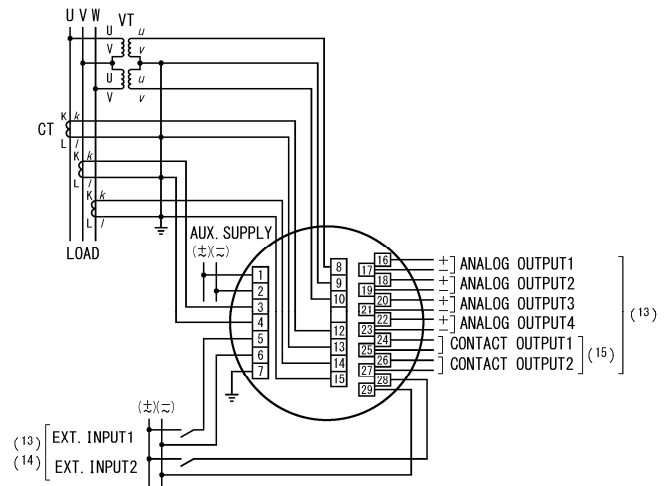 U V W
VT
U u
V v
U u
V v
CT
K k
L l
K k
L l
K k
L l
LOAD
AUX. SUPPLY
(±)(∓)
1
2
3
4
5
6
7
8
9
10
12
13
14
15
16
17
18
19
20
21
22
23
24
25
26
27
28
29
+
− ] ANALOG OUTPUT1
+
− ] ANALOG OUTPUT2
+
− ] ANALOG OUTPUT3
+
− ] ANALOG OUTPUT4
(13)
] CONTACT OUTPUT1
] CONTACT OUTPUT2
(15)
(±)(∓)
(13)
(14)
EXT. INPUT1
EXT. INPUT2